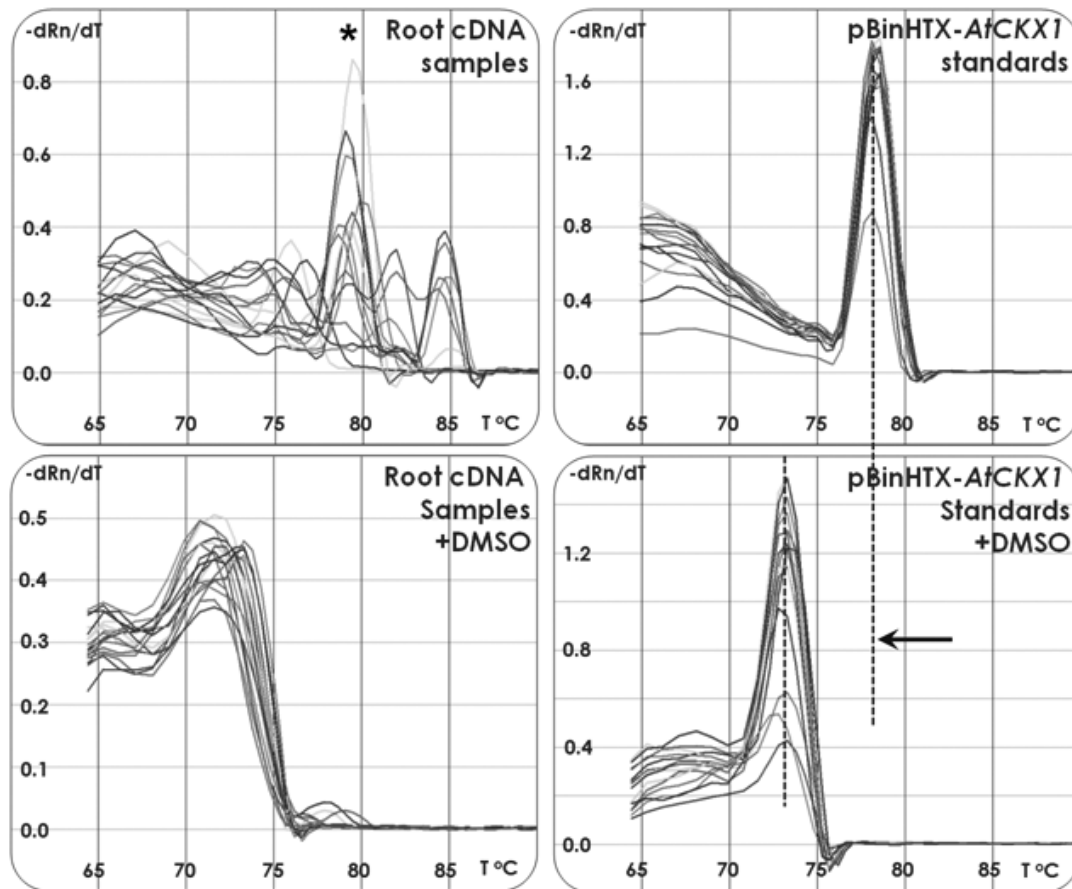 -dRn/dT
*
Root cDNA
samples
0.8
0.6
0.4
0.2
0.0
65
70
75
80
85
T °C
-dRn/dT
pBinHTX-AtCKX1
standards
1.6
1.2
0.8
0.4
0.0
65
70
75
80
85
T °C
-dRn/dT
Root cDNA
Samples
+DMSO
0.5
0.4
0.3
0.2
0.1
0.0
65
70
75
80
85
T °C
-dRn/dT
pBinHTX-AtCKX1
Standards
+DMSO
1.2
0.8
0.4
0.0
65
70
75
80
85
T °C